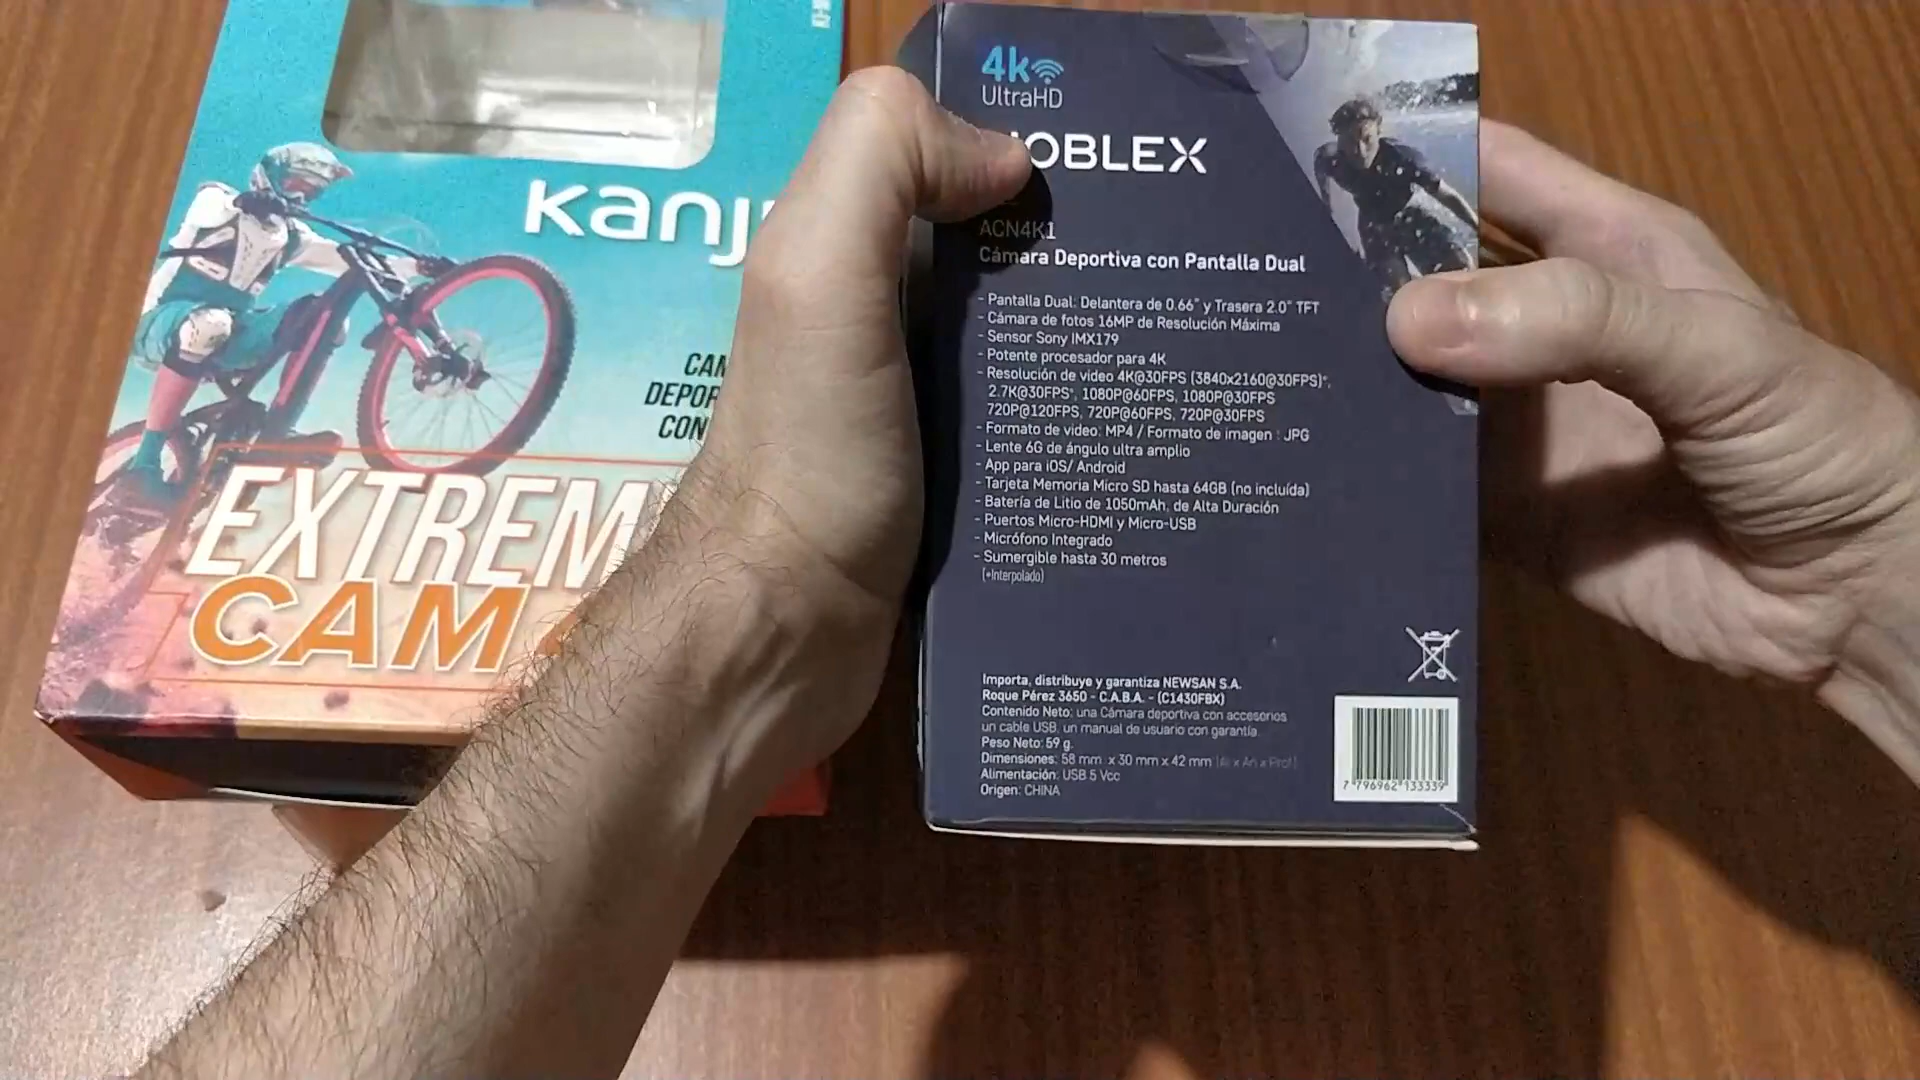 Kanj
EXTREM
CAM
4k
UltraHD
OBLEX
ACN4K1
Cámara Deportiva con Pantalla Dual
- Pantalla Dual: Delantera de 0.66" y Trasera 2.0" TFT
- Cámara de fotos 16MP de Resolución Máxima
- Sensor Sony IMX179
- Potente procesador para 4K
- Resolución de video 4K@30FPS (3840x2160@30FPS)*,
2.7K@30FPS*, 1080P@60FPS, 1080P@30FPS
720P@120FPS, 720P@60FPS, 720P@30FPS
- Formato de video: MP4 / Formato de imagen : JPG
- Lente 6G de ángulo ultra amplio
- App para iOS/ Android
- Tarjeta Memoria Micro SD hasta 64GB (no incluída)
- Batería de Litio de 1050mAh, de Alta Duración
- Puertos Micro-HDMI y Micro-USB
- Micrófono Integrado
- Sumergible hasta 30 metros
(*Interpolado)
Importa, distribuye y garantiza NEWSAN S.A.
Roque Pérez 3650 - C.A.B.A. - (C1430FBX)
Contenido Neto: una Cámara deportiva con accesorios
un cable USB, un manual de usuario con garantía.
Peso Neto: 59 g.
Dimensiones: 58 mm x 30 mm x 42 mm (Al x An x Prof)
Alimentación: USB 5 Vcc
Origen: CHINA
7 796962 133339